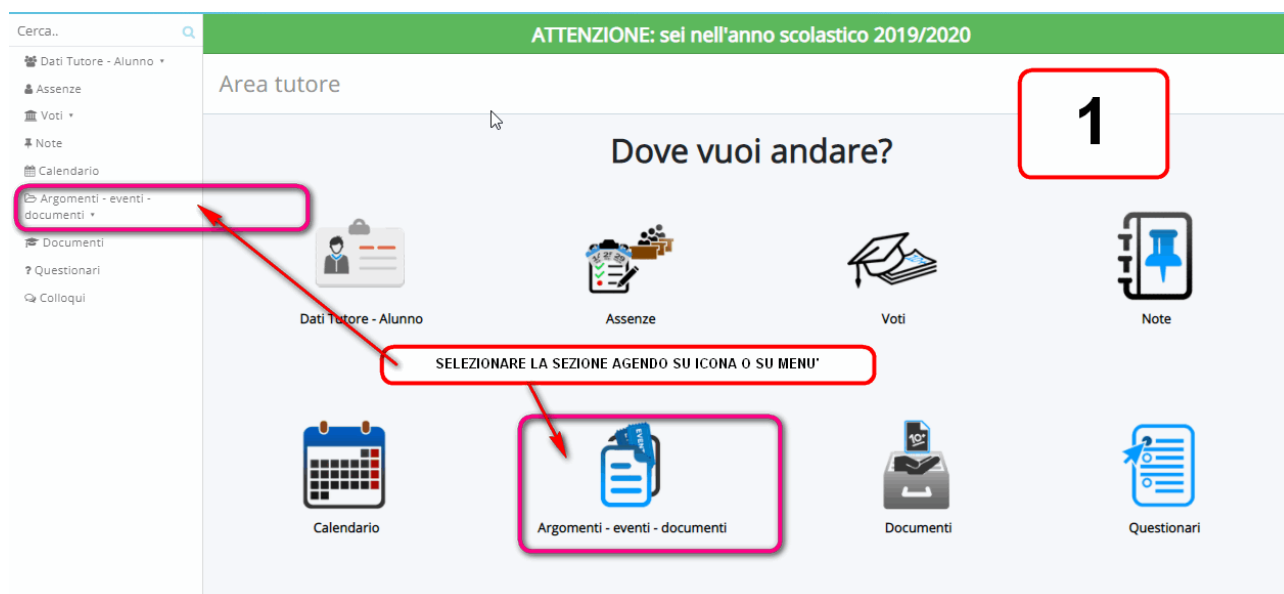 Cerca..
ATTENZIONE: sei nell'anno scolastico 2019/2020
Dati Tutore - Alunno
Assenze
Voti
Note
Calendario
Argomenti - eventi -
documenti
Documenti
? Questionari
Colloqui
Area tutore
1
Dove vuoi andare?
Dati Tutore - Alunno
Assenze
Voti
Note
SELEZIONARE LA SEZIONE AGENDO SU ICONA O SU MENU'
EVENT
Calendario
Argomenti - eventi - documenti
Documenti
Questionari